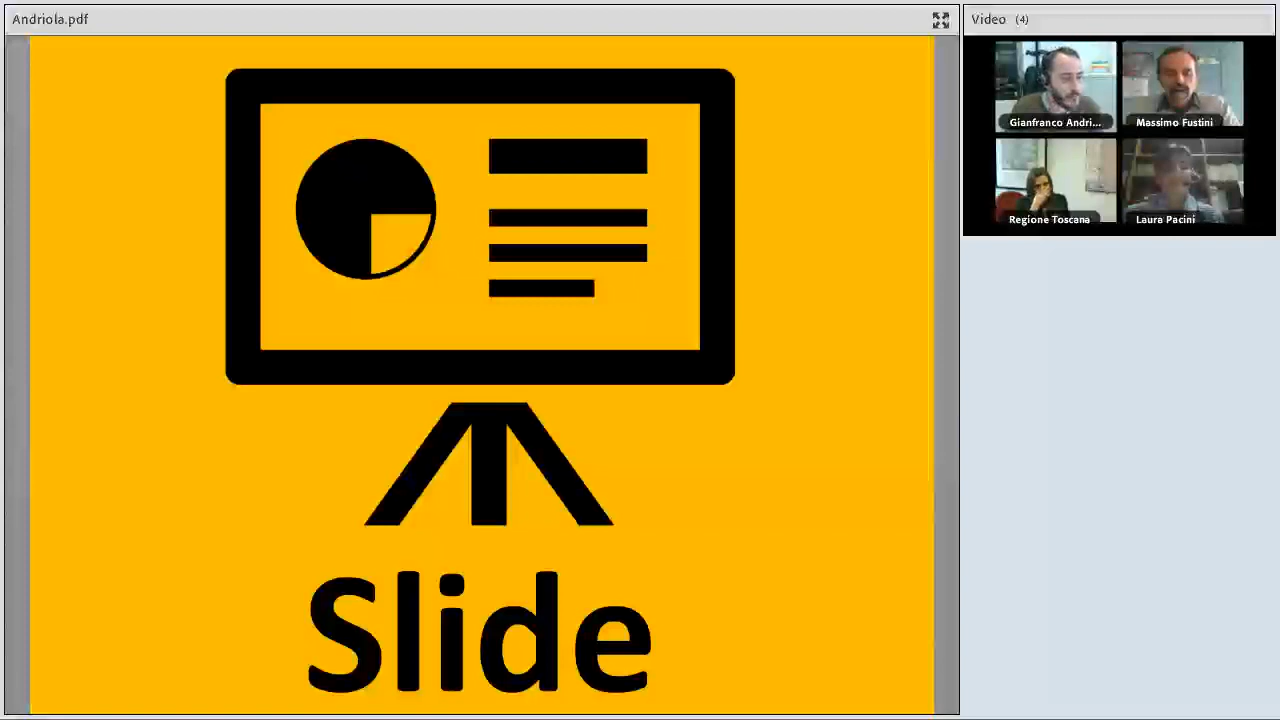 Andriola.pdf
Video (4)
Gianfranco Andri...
Massimo Fustini
Regione Toscana
Laura Pacini
Slide